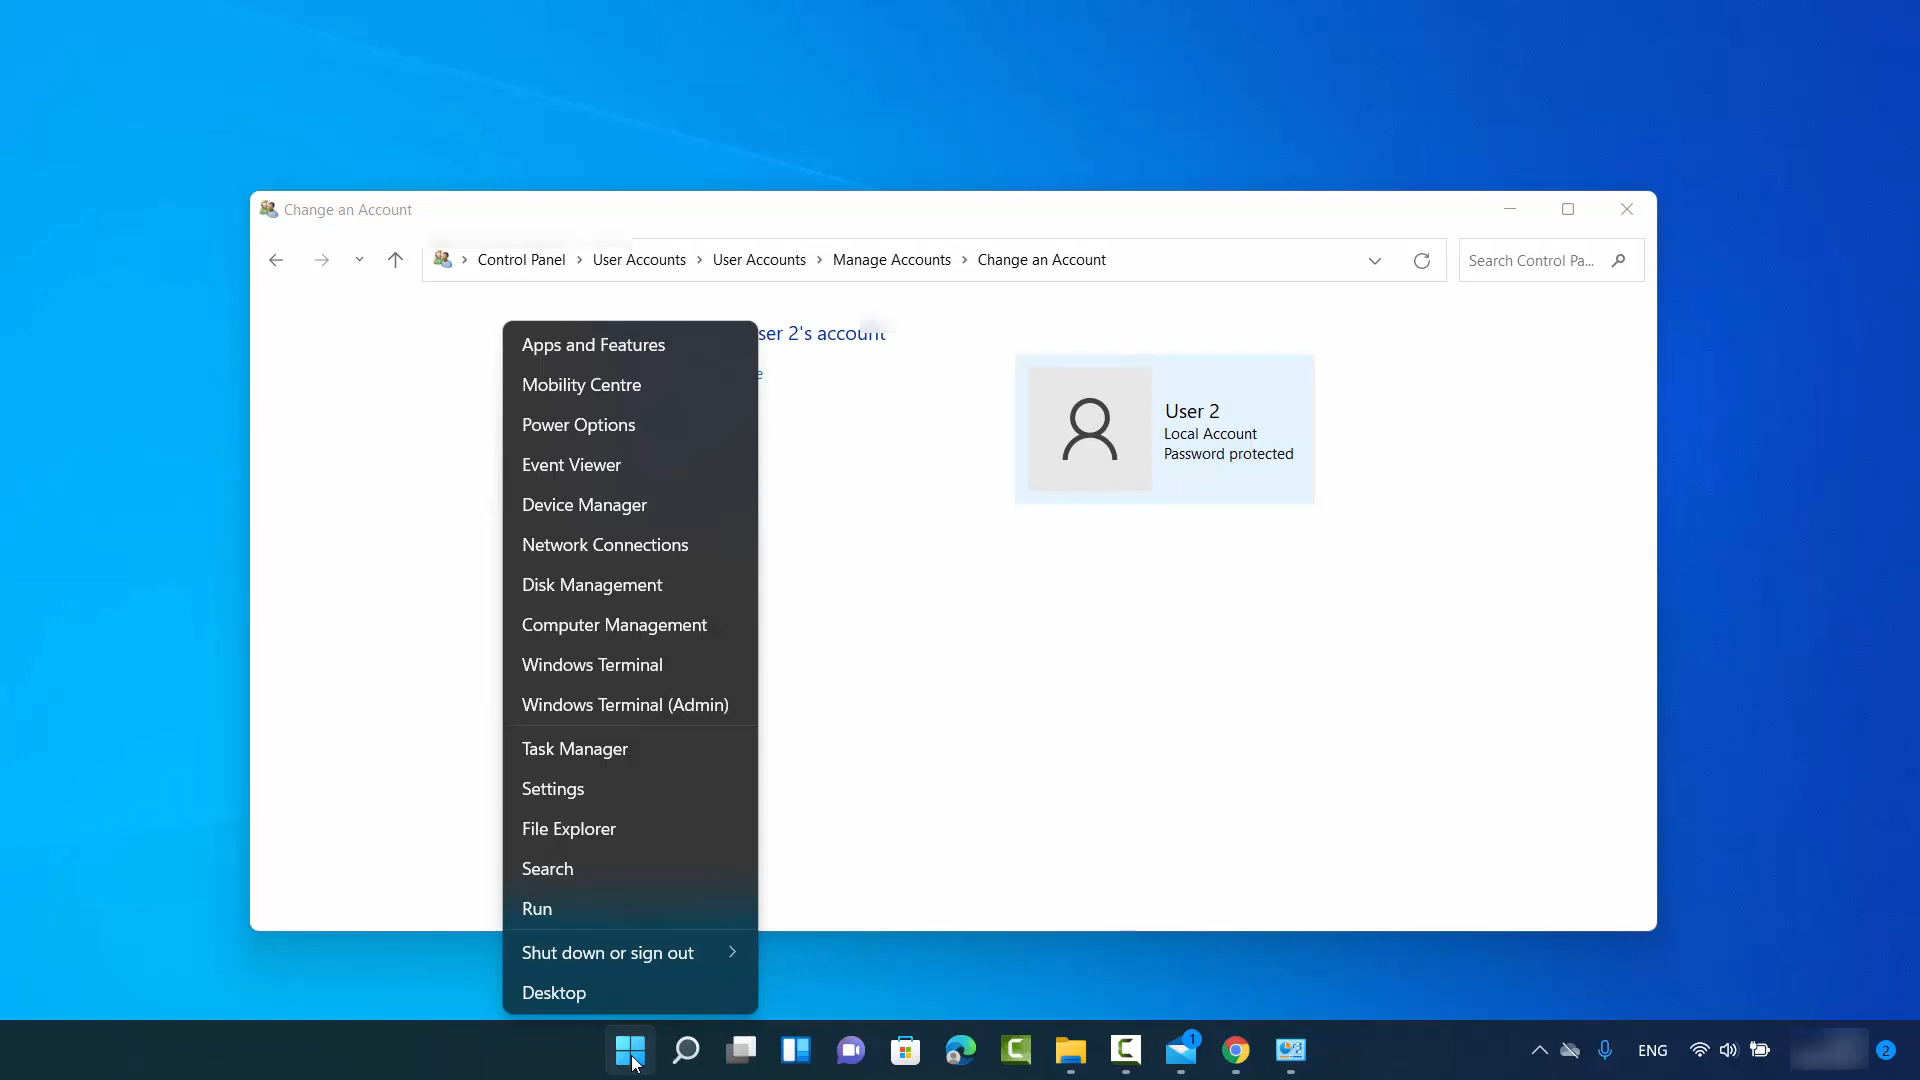 Change an Account
Control Panel > User Accounts > User Accounts > Manage Accounts > Change an Account
Search Control Pa...
ser 2's account
e
User 2
Local Account
Password protected
Apps and Features
Mobility Centre
Power Options
Event Viewer
Device Manager
Network Connections
Disk Management
Computer Management
Windows Terminal
Windows Terminal (Admin)
Task Manager
Settings
File Explorer
Search
Run
Shut down or sign out
Desktop
1
ENG
2